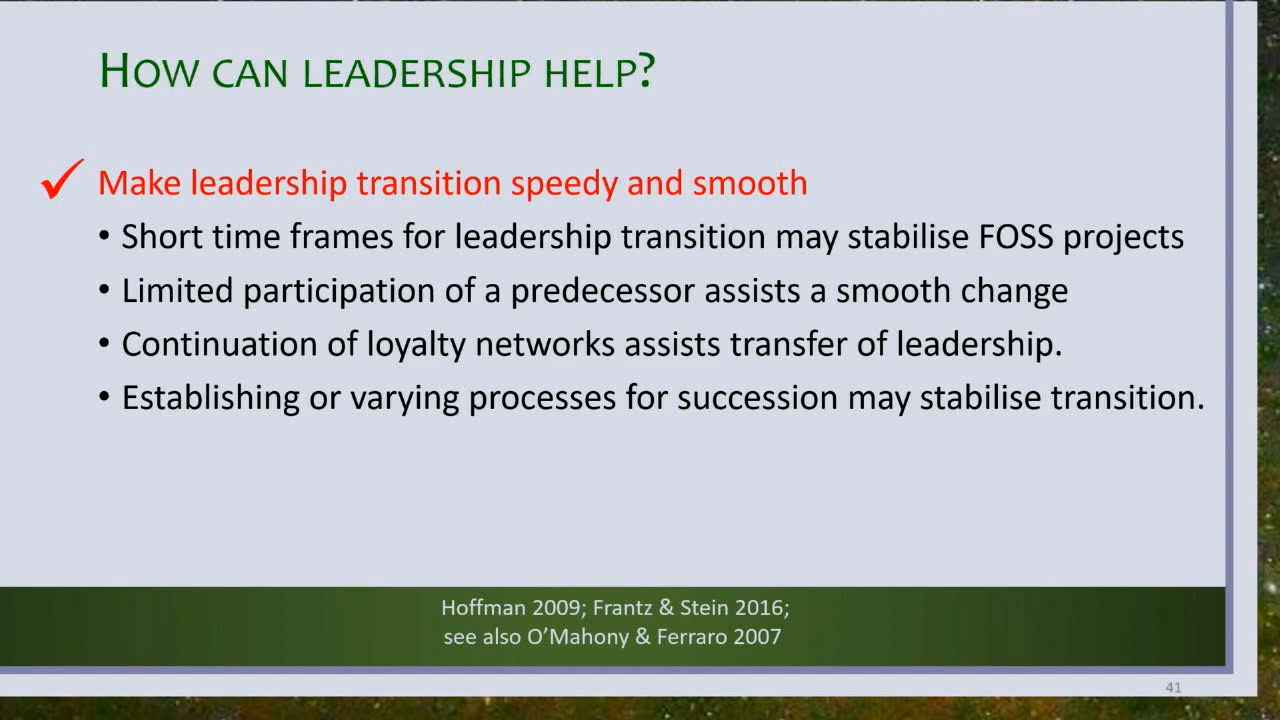 HOW CAN LEADERSHIP HELP?
✓ Make leadership transition speedy and smooth
• Short time frames for leadership transition may stabilise FOSS projects
• Limited participation of a predecessor assists a smooth change
• Continuation of loyalty networks assists transfer of leadership.
• Establishing or varying processes for succession may stabilise transition.
Hoffman 2009; Frantz & Stein 2016;
see also O’Mahony & Ferraro 2007
41